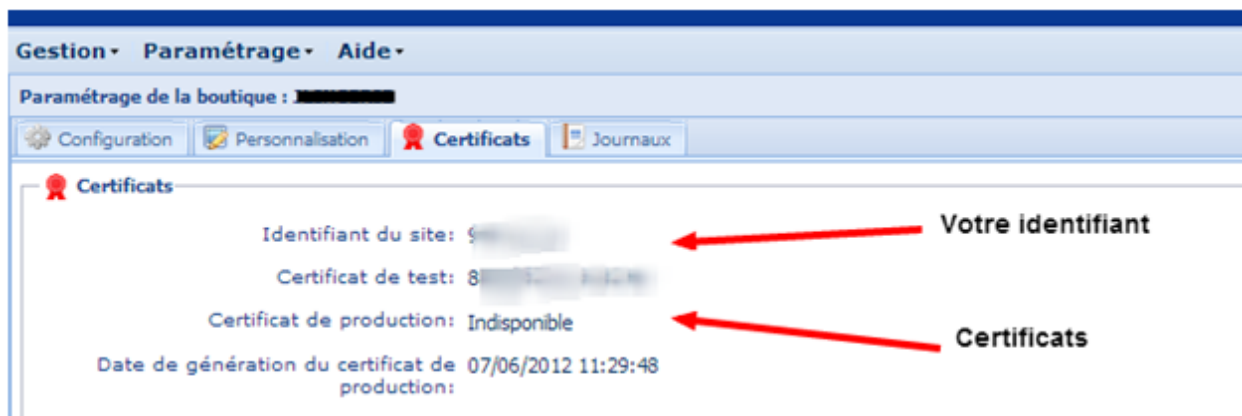 Gestion Paramétrage Aide
Paramétrage de la boutique :
Configuration Personnalisation Certificats Journaux
Certificats
Identifiant du site: Votre identifiant
Certificat de test:
Certificat de production: Indisponible
Certificats
Date de génération du certificat de 07/06/2012 11:29:48
production: